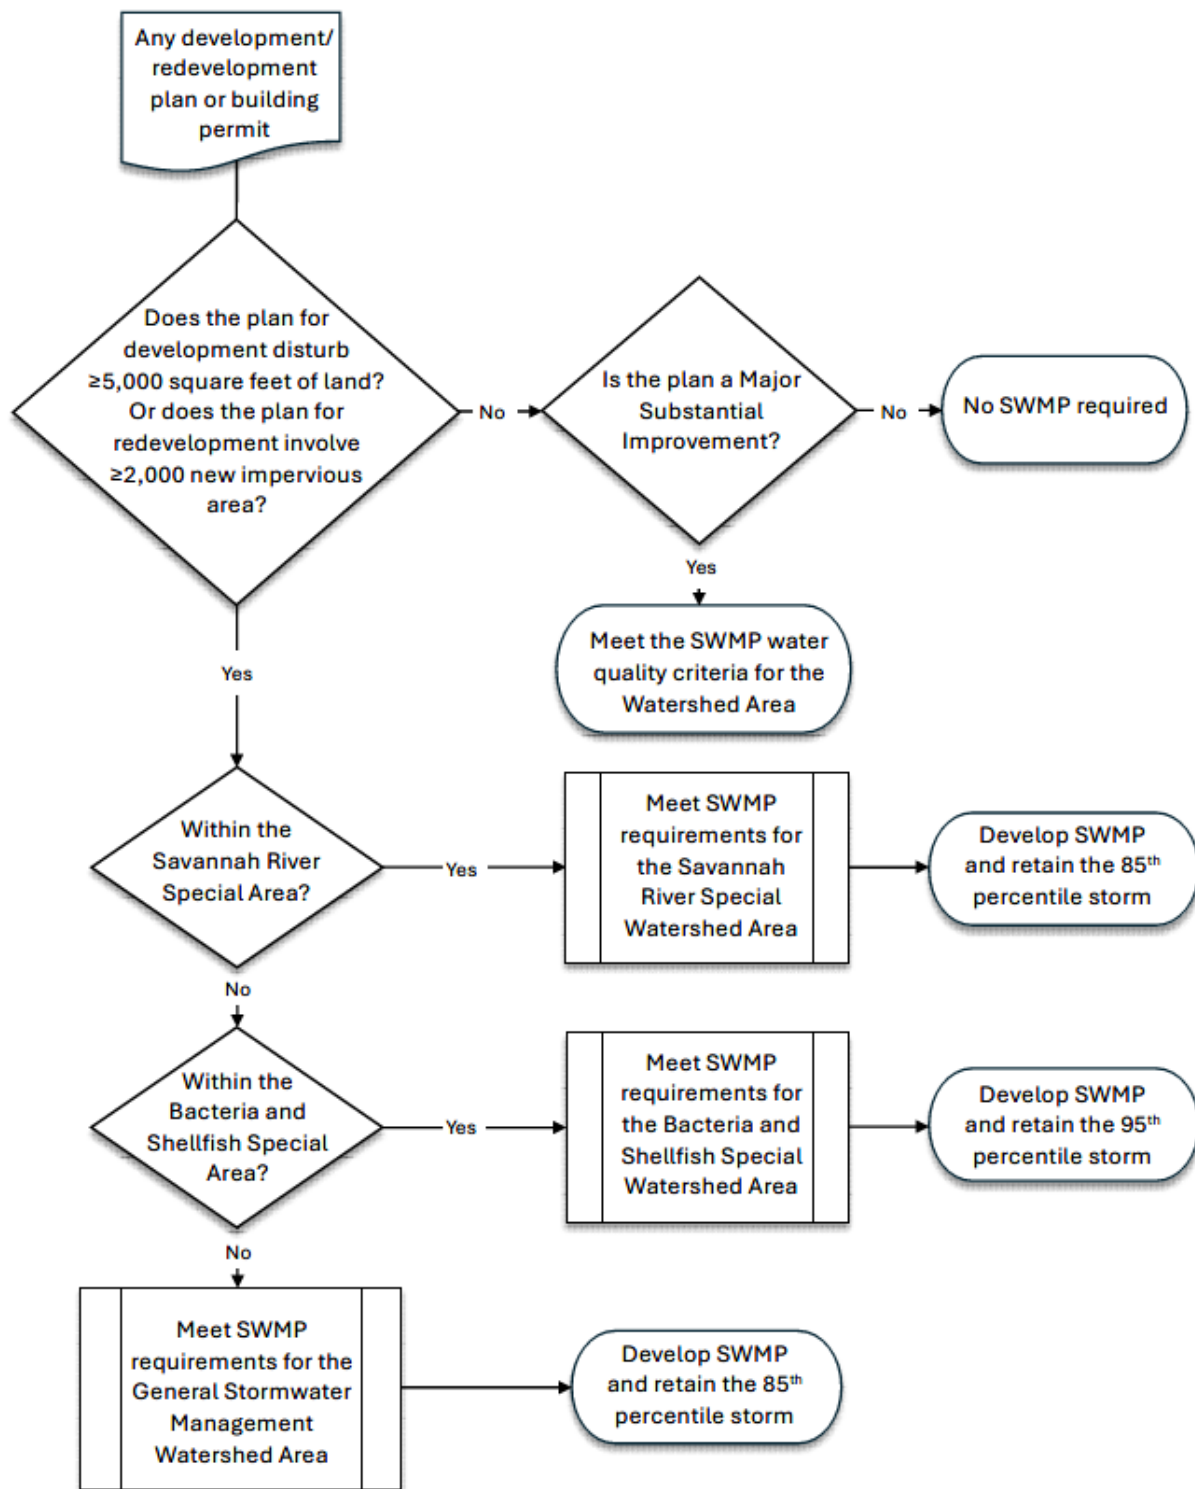 Any development/
redevelopment
plan or building
permit
Does the plan for
development disturb
≥5,000 square feet of land?
Or does the plan for
redevelopment involve
≥2,000 new impervious
area?
No
Is the plan a Major
Substantial
Improvement?
No
No SWMP required
Yes
Meet the SWMP water
quality criteria for the
Watershed Area
Yes
Within the
Savannah River
Special Area?
Yes
Meet SWMP
requirements for
the Savannah
River Special
Watershed Area
Develop SWMP
and retain the 85th
percentile storm
No
Within the
Bacteria and
Shellfish Special
Area?
Yes
Meet SWMP
requirements for
the Bacteria and
Shellfish Special
Watershed Area
Develop SWMP
and retain the 95th
percentile storm
No
Meet SWMP
requirements for the
General Stormwater
Management
Watershed Area
Develop SWMP
and retain the 85th
percentile storm